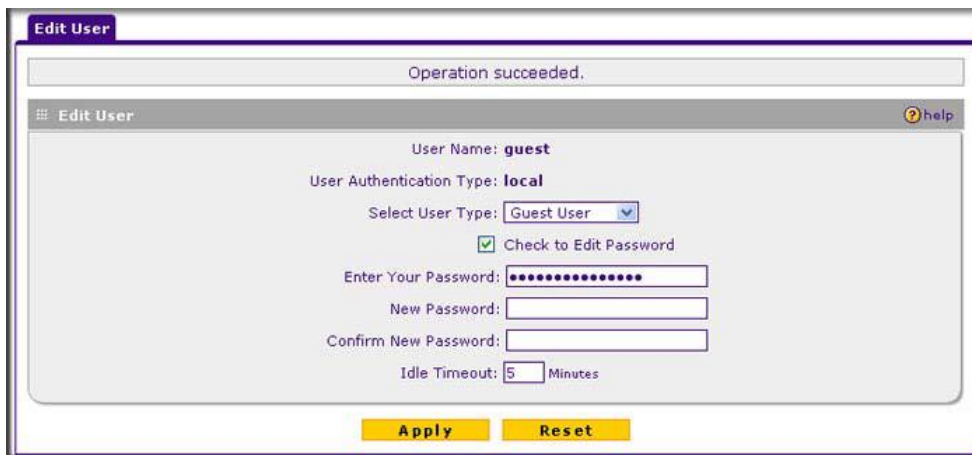 Edit User
Operation succeeded.
Edit User
help
User Name: guest
User Authentication Type: local
Select User Type: Guest User
Check to Edit Password
Enter Your Password: •••••••••••••••
New Password:
Confirm New Password:
Idle Timeout: 5 Minutes
Apply Reset